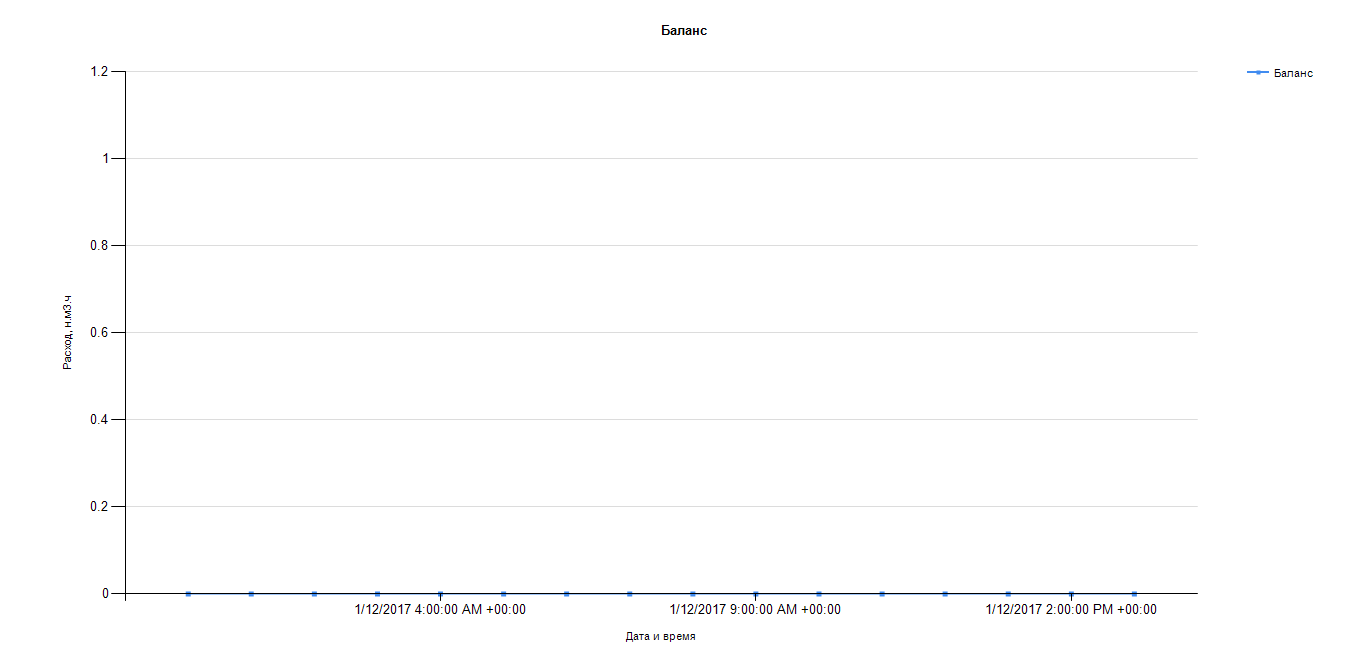 Баланс
Баланс
1.2
1
0.8
0.6
0.4
0.2
0
Расход, н.м3.ч
1/12/2017 4:00:00 AM +00:00
1/12/2017 9:00:00 AM +00:00
1/12/2017 2:00:00 PM +00:00
Дата и время